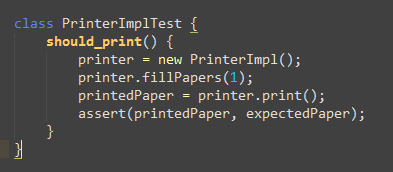 class PrinterImplTest {
should_print() {
printer = new PrinterImpl();
printer.fillPapers(1);
printedPaper = printer.print();
assert(printedPaper, expectedPaper);
}
}